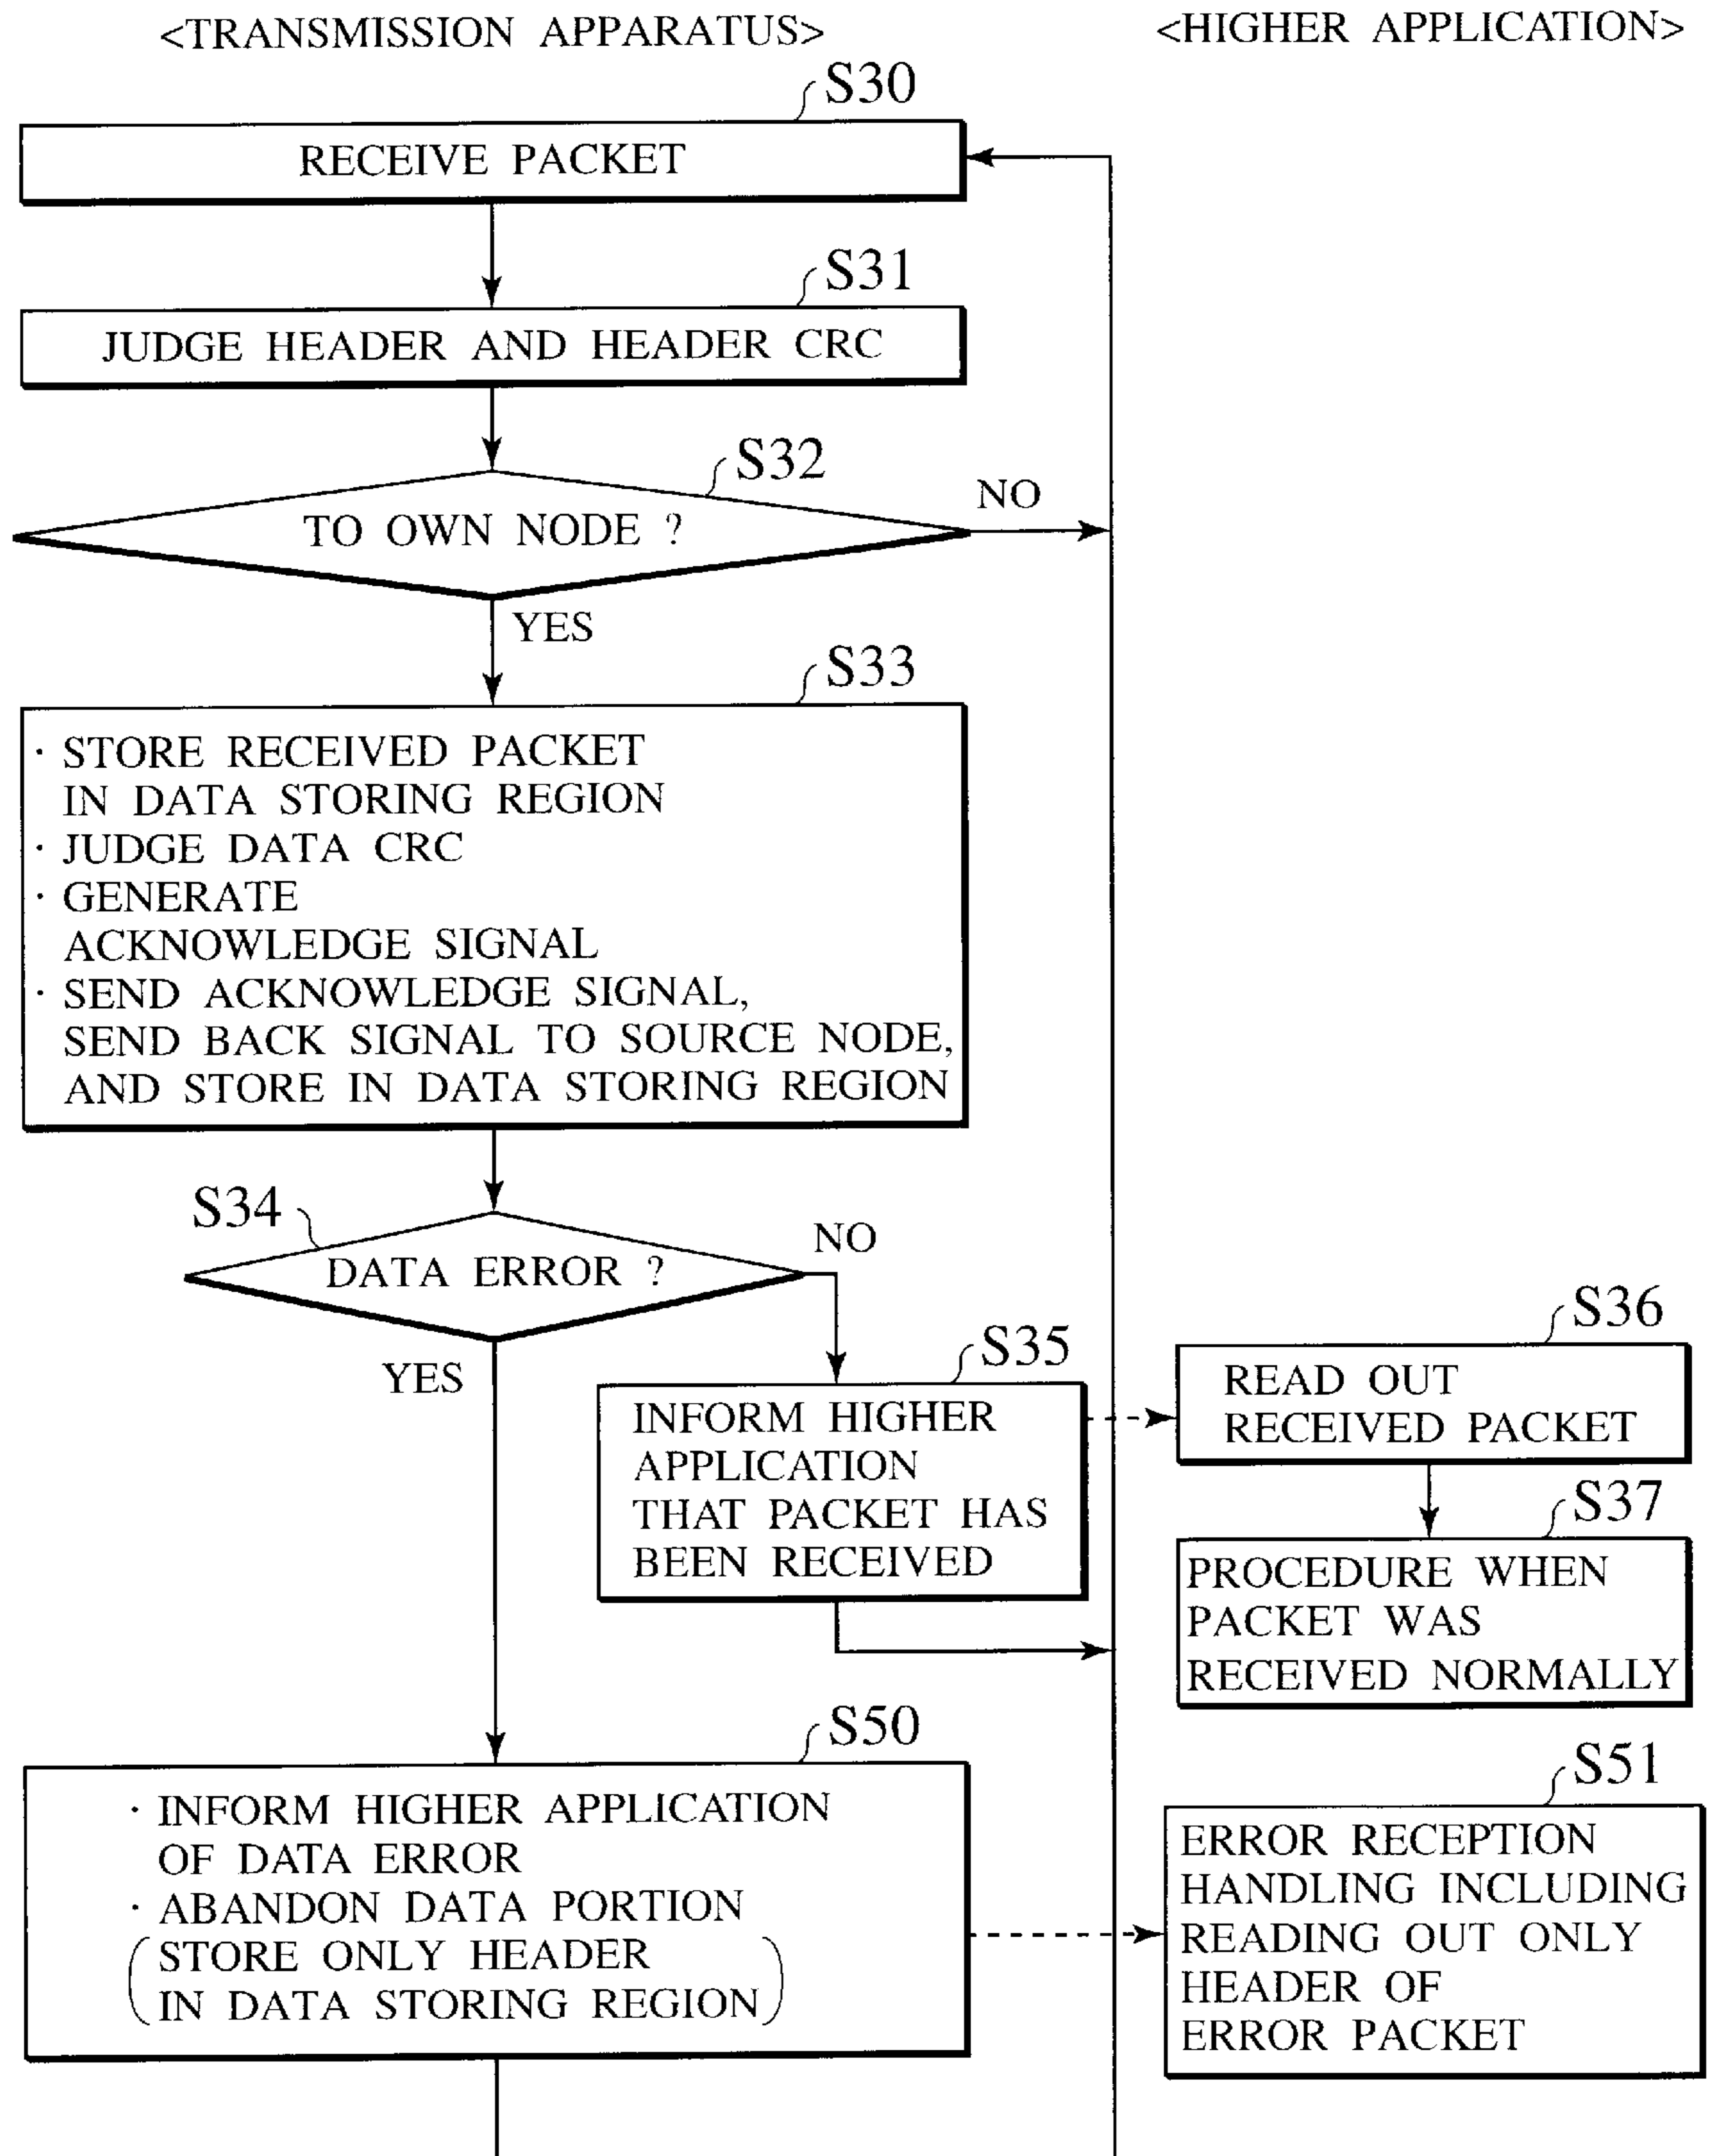 <TRANSMISSION APPARATUS>
<HIGHER APPLICATION>
S30
RECEIVE PACKET
S31
JUDGE HEADER AND HEADER CRC
S32
TO OWN NODE ?
NO
YES
S33
· STORE RECEIVED PACKET
IN DATA STORING REGION
· JUDGE DATA CRC
· GENERATE
ACKNOWLEDGE SIGNAL
· SEND ACKNOWLEDGE SIGNAL,
SEND BACK SIGNAL TO SOURCE NODE,
AND STORE IN DATA STORING REGION
S34
DATA ERROR ?
NO
YES
S35
INFORM HIGHER
APPLICATION
THAT PACKET HAS
BEEN RECEIVED
S36
READ OUT
RECEIVED PACKET
S37
PROCEDURE WHEN
PACKET WAS
RECEIVED NORMALLY
S50
· INFORM HIGHER APPLICATION
OF DATA ERROR
· ABANDON DATA PORTION
(STORE ONLY HEADER
IN DATA STORING REGION)
S51
ERROR RECEPTION
HANDLING INCLUDING
READING OUT ONLY
HEADER OF
ERROR PACKET